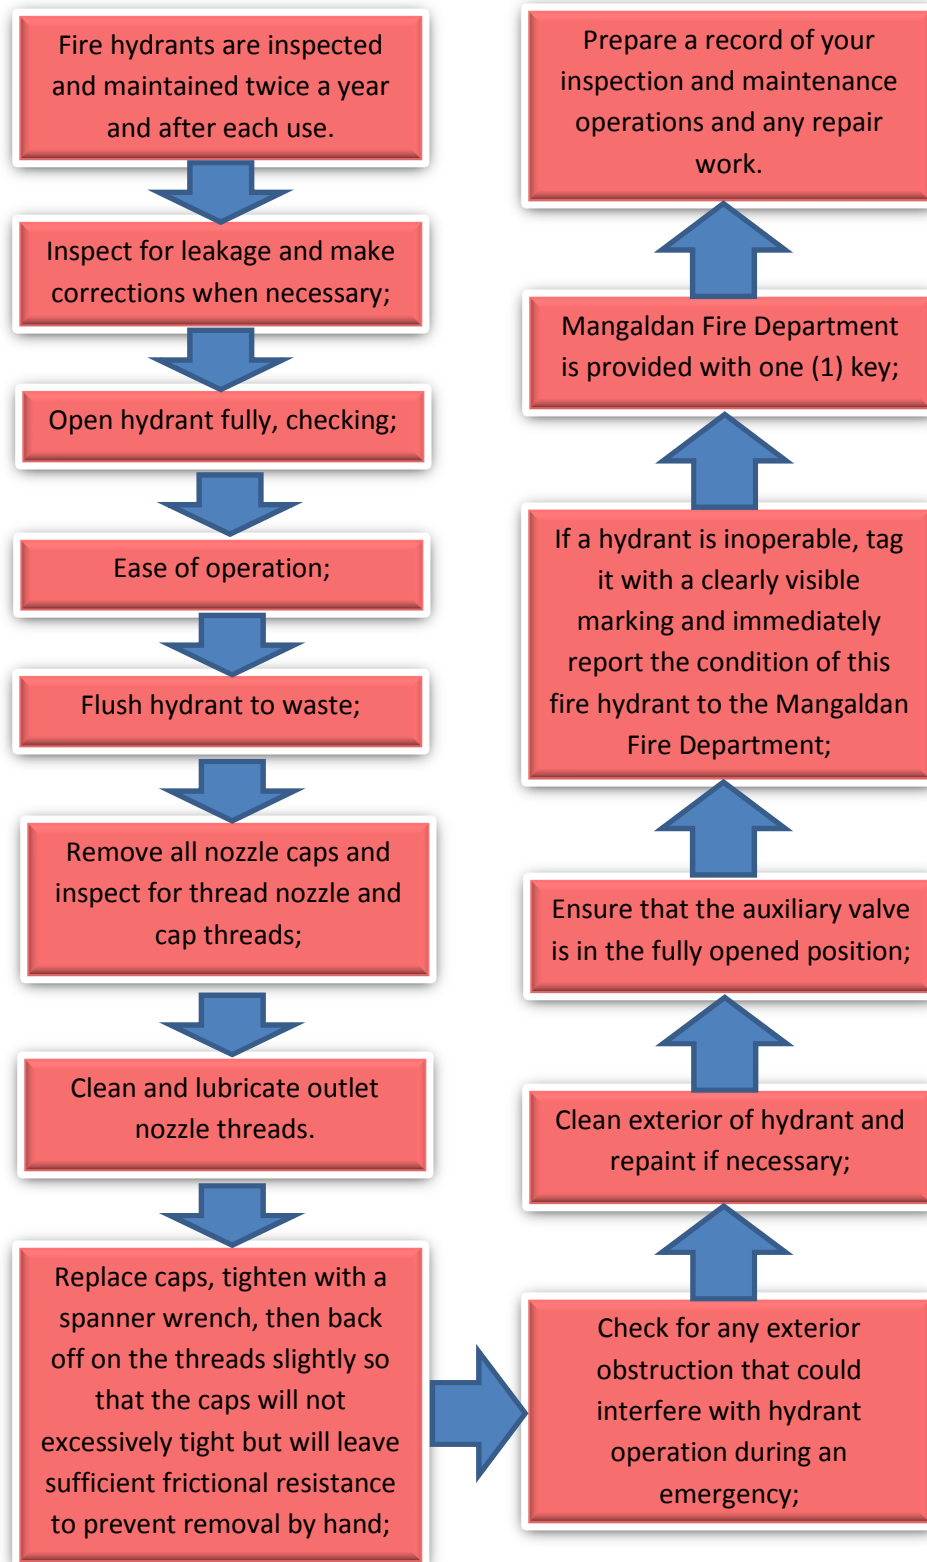 Fire hydrants are inspected
and maintained twice a year
and after each use.
Inspect for leakage and make
corrections when necessary;
Open hydrant fully, checking;
Ease of operation;
Flush hydrant to waste;
Remove all nozzle caps and
inspect for thread nozzle and
cap threads;
Clean and lubricate outlet
nozzle threads.
Replace caps, tighten with a
spanner wrench, then back
off on the threads slightly so
that the caps will not
excessively tight but will leave
sufficient frictional resistance
to prevent removal by hand;
Check for any exterior
obstruction that could
interfere with hydrant
operation during an
emergency;
Clean exterior of hydrant and
repaint if necessary;
Ensure that the auxiliary valve
is in the fully opened position;
If a hydrant is inoperable, tag
it with a clearly visible
marking and immediately
report the condition of this
fire hydrant to the Mangaldan
Fire Department;
Mangaldan Fire Department
is provided with one (1) key;
Prepare a record of your
inspection and maintenance
operations and any repair
work.